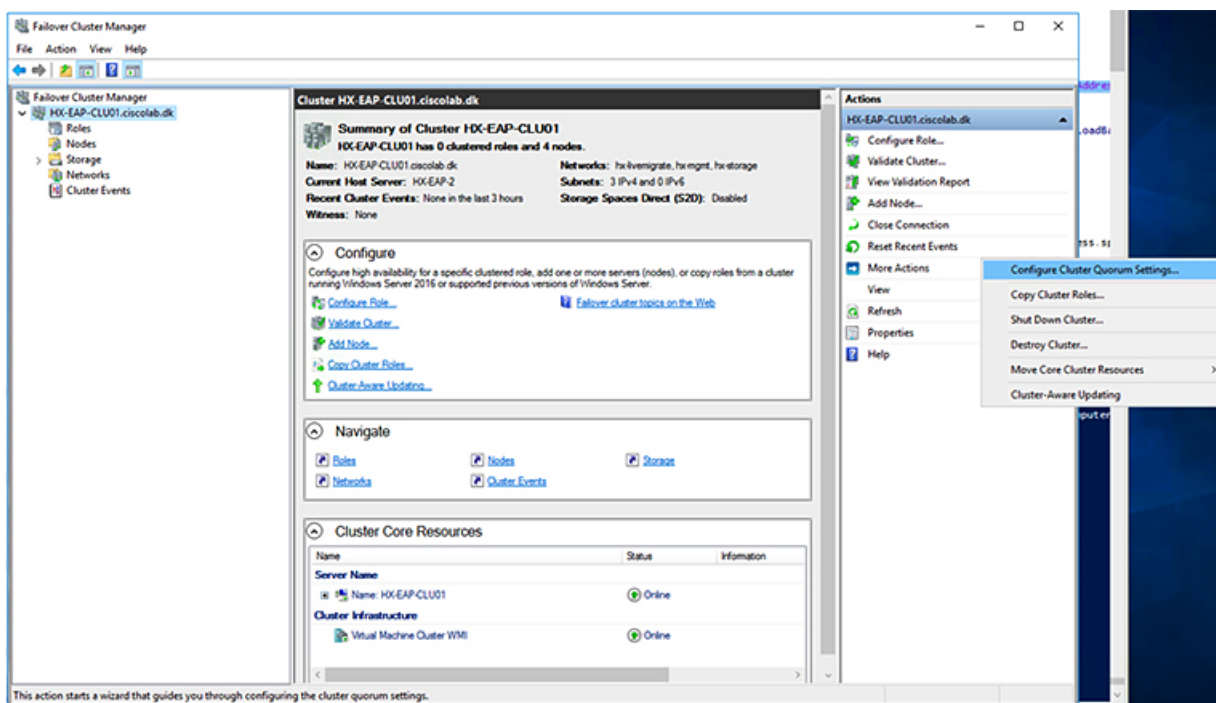 Failover Cluster Manager
File Action View Help
Failover Cluster Manager
HX-EAP-CLU01.ciscolab.dk
Roles
Nodes
Storage
Networks
Cluster Events
Cluster HX-EAP-CLU01.ciscolab.dk
Summary of Cluster HX-EAP-CLU01
HX-EAP-CLU01 has 0 clustered roles and 4 nodes.
Name: HX-EAP-CLU01.ciscolab.dk
Networks: hx-livemigrate, hx-mgmt, hx-storage
Current Host Server: HX-EAP-2
Subnets: 3 IPv4 and 0 IPv6
Recent Cluster Events: None in the last 3 hours
Storage Spaces Direct (S2D): Disabled
Witness: None
Configure
Configure high availability for a specific clustered role, add one or more servers (nodes), or copy roles from a cluster
running Windows Server 2016 or supported previous versions of Windows Server.
Configure Role...
Failover cluster topics on the Web
Validate Cluster...
Add Node...
Copy Cluster Roles...
Cluster-Aware Updating...
Navigate
Roles
Nodes
Storage
Networks
Cluster Events
Cluster Core Resources
Name Status Information
Server Name
Name: HX-EAP-CLU01 Online
Cluster Infrastructure
Virtual Machine Cluster WMI Online
Actions
HX-EAP-CLU01.ciscolab.dk
Configure Role...
Validate Cluster...
View Validation Report
Add Node...
Close Connection
Reset Recent Events
More Actions
View
Refresh
Properties
Help
Configure Cluster Quorum Settings...
Copy Cluster Roles...
Shut Down Cluster...
Destroy Cluster...
Move Core Cluster Resources
Cluster-Aware Updating
This action starts a wizard that guides you through configuring the cluster quorum settings.